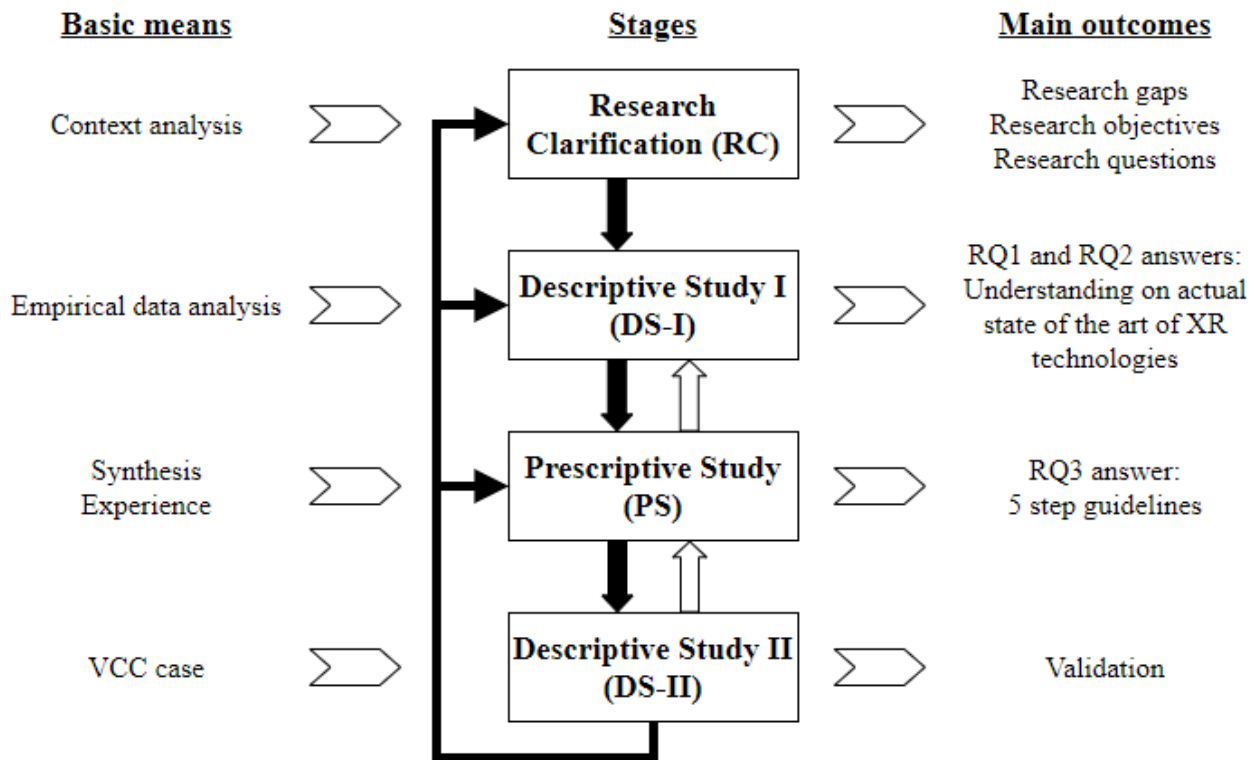 Basic means
Stages
Main outcomes
Context analysis
Research
Clarification (RC)
Research gaps
Research objectives
Research questions
Empirical data analysis
Descriptive Study I
(DS-I)
RQ1 and RQ2 answers:
Understanding on actual
state of the art of XR
technologies
Synthesis
Experience
Prescriptive Study
(PS)
RQ3 answer:
5 step guidelines
VCC case
Descriptive Study II
(DS-II)
Validation